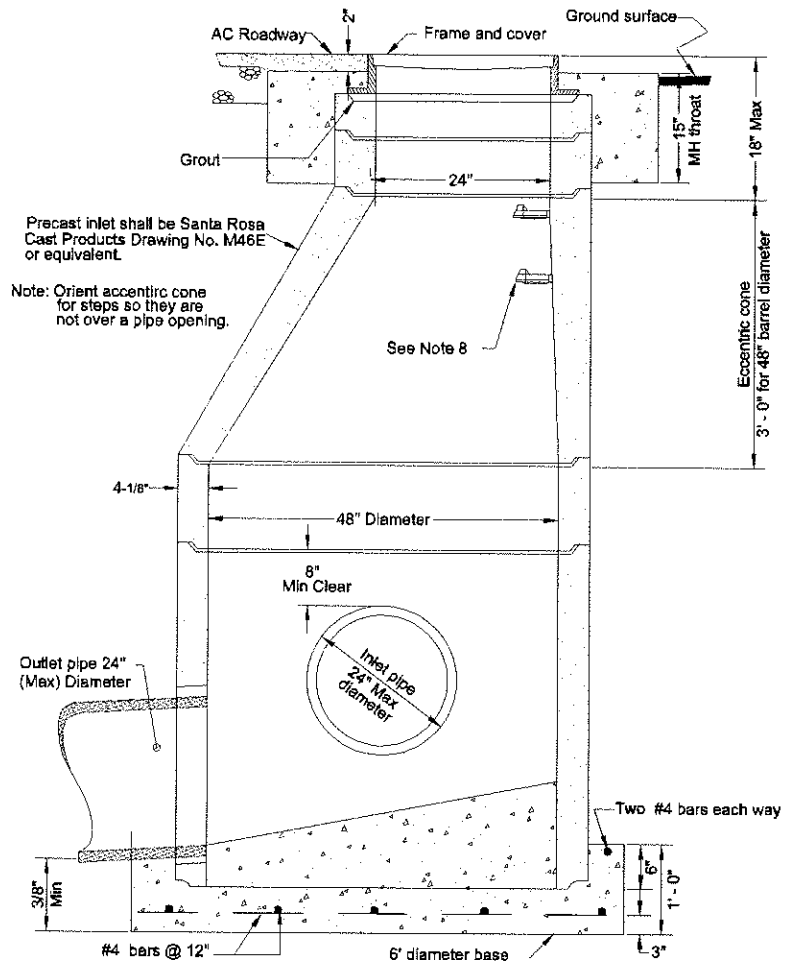 2"
Ground surface
AC Roadway
Frame and cover
15"
MH throat
18" Max
Grout
24"
Precast inlet shall be Santa Rosa
Cast Products Drawing No. M46E
or equivalent.
Note: Orient accentirc cone
for steps so they are
not over a pipe opening.
See Note 8
Eccentric cone
3' - 0" for 48" barrel diameter
4-1/8"
48" Diameter
8"
Min Clear
Inlet pipe
24" Max
diameter
Outlet pipe 24"
(Max) Diameter
Two #4 bars each way
3/8"
Min
6"
1' - 0"
#4 bars @ 12"
6' diameter base
3"